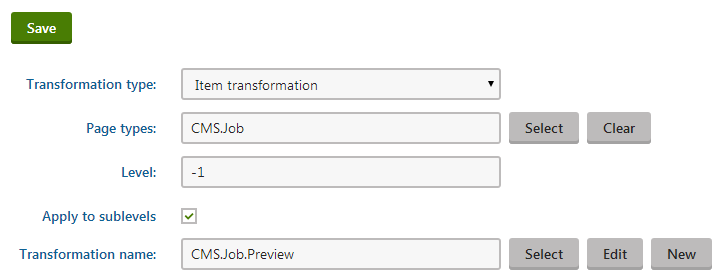 Save
Transformation type: Item transformation
Page types: CMS.Job Select Clear
Level: -1
Apply to sublevels
Transformation name: CMS.Job.Preview Select Edit New